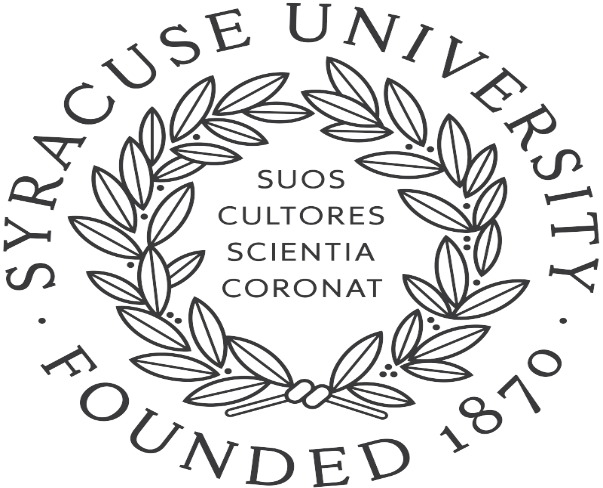 SYRACUSE UNIVERSITY
SUOS
CULTORES
SCIENTIA
CORONAT
· FOUNDED 1870 ·